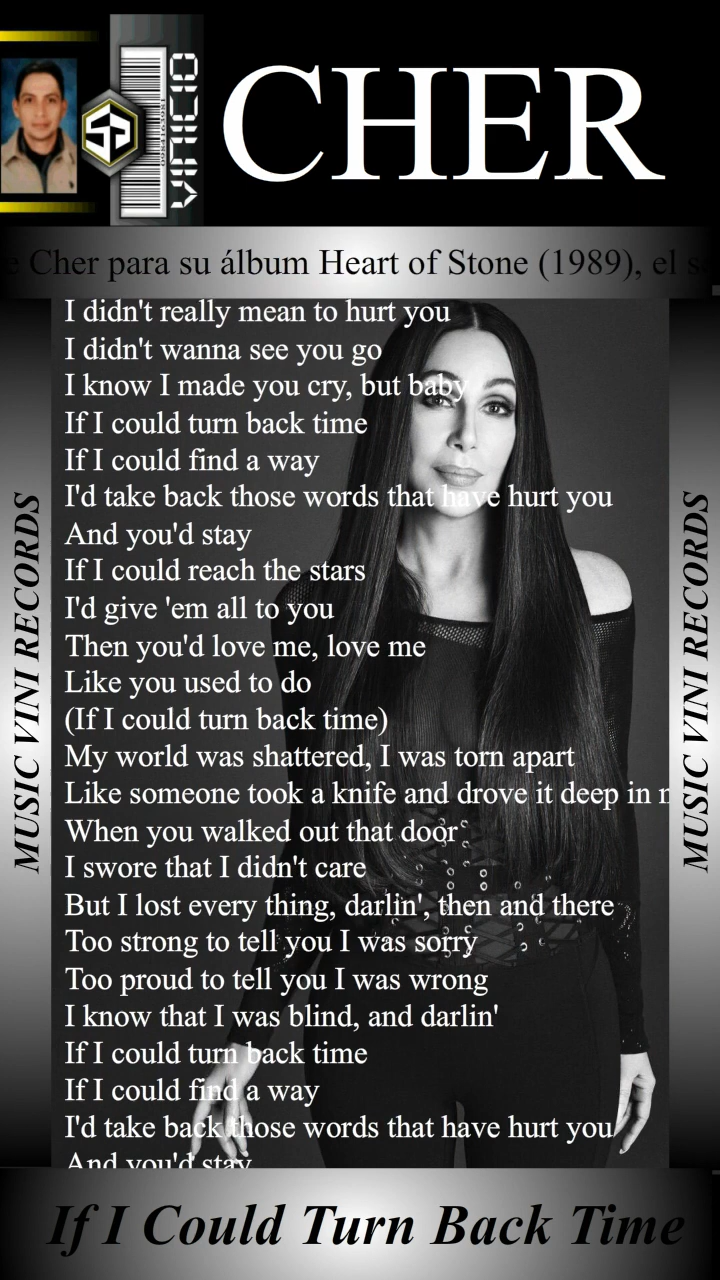 VINICIO
CHER
Cher para su álbum Heart of Stone (1989), el
I didn't really mean to hurt you
I didn't wanna see you go
I know I made you cry, but baby
If I could turn back time
If I could find a way
I'd take back those words that have hurt you
And you'd stay
If I could reach the stars
I'd give 'em all to you
Then you'd love me, love me
Like you used to do
(If I could turn back time)
My world was shattered, I was torn apart
Like someone took a knife and drove it deep in
When you walked out that door
I swore that I didn't care
But I lost every thing, darlin', then and there
Too strong to tell you I was sorry
Too proud to tell you I was wrong
I know that I was blind, and darlin'
If I could turn back time
If I could find a way
I'd take back those words that have hurt you
And you'd stay
MUSIC VINI RECORDS
MUSIC VINI RECORDS
If I Could Turn Back Time